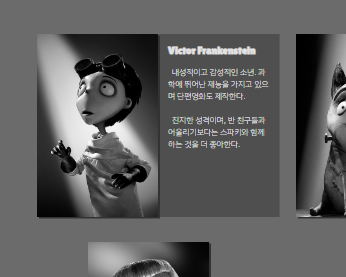 Victor Frankenstein
내성적이고 감성적인 소년. 과
학에 뛰어난 재능을 가지고 있으
며 단편영화도 제작한다.
진지한 성격이며, 반 친구들과
어울리기보다는 스파키와 함께
하는 것을 더 좋아한다.